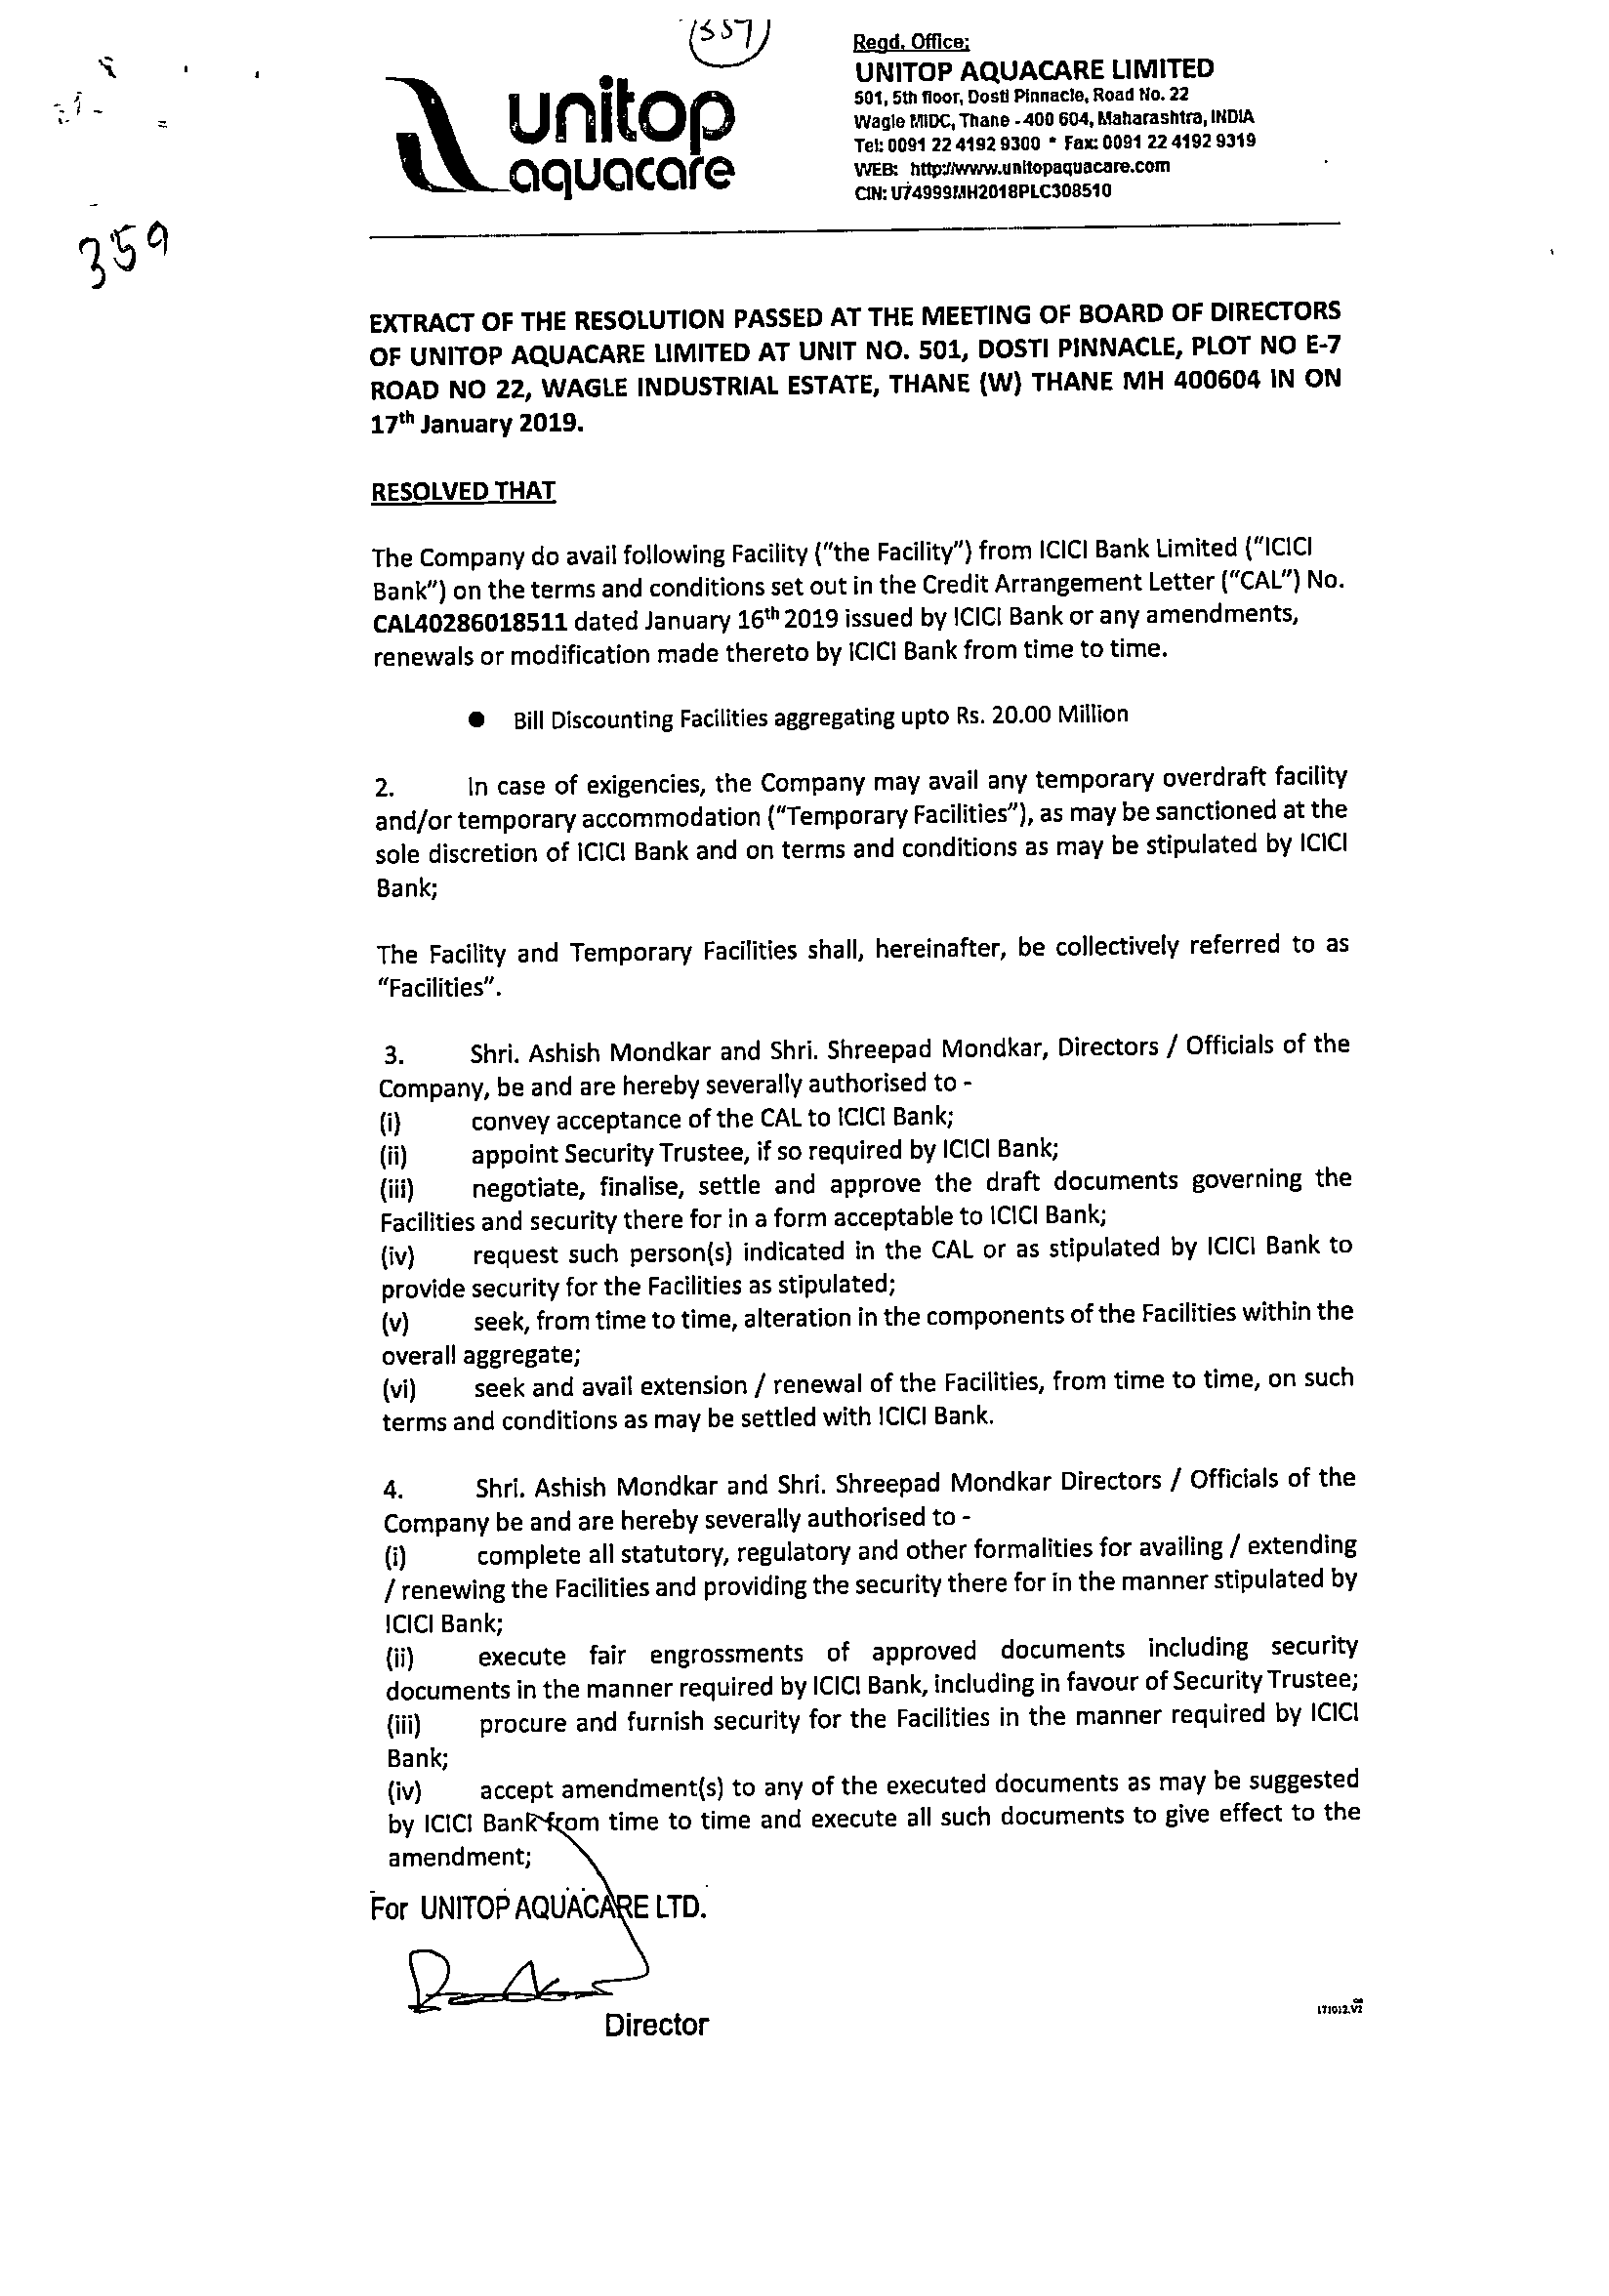 unitop
aquacare
Regd. Office:
UNITOP AQUACARE LIMITED
501, 5th floor, Dosti Pinnacle, Road No. 22
Wagle MIDC, Thane - 400 604, Maharashtra, INDIA
Tel: 0091 22 4192 9300 * Fax: 0091 22 4192 9319
WEB: http://www.unitopaquacare.com
CIN: U74999MH2018PLC308510
359
EXTRACT OF THE RESOLUTION PASSED AT THE MEETING OF BOARD OF DIRECTORS
OF UNITOP AQUACARE LIMITED AT UNIT NO. 501, DOSTI PINNACLE, PLOT NO E-7
ROAD NO 22, WAGLE INDUSTRIAL ESTATE, THANE (W) THANE MH 400604 IN ON
17th January 2019.
RESOLVED THAT
The Company do avail following Facility ("the Facility") from ICICI Bank Limited ("ICICI
Bank") on the terms and conditions set out in the Credit Arrangement Letter ("CAL") No.
CAL40286018511 dated January 16th 2019 issued by ICICI Bank or any amendments,
renewals or modification made thereto by ICICI Bank from time to time.
● Bill Discounting Facilities aggregating upto Rs. 20.00 Million
2. In case of exigencies, the Company may avail any temporary overdraft facility
and/or temporary accommodation ("Temporary Facilities"), as may be sanctioned at the
sole discretion of ICICI Bank and on terms and conditions as may be stipulated by ICICI
Bank;
The Facility and Temporary Facilities shall, hereinafter, be collectively referred to as
"Facilities".
3. Shri. Ashish Mondkar and Shri. Shreepad Mondkar, Directors / Officials of the
Company, be and are hereby severally authorised to -
(i) convey acceptance of the CAL to ICICI Bank;
(ii) appoint Security Trustee, if so required by ICICI Bank;
(iii) negotiate, finalise, settle and approve the draft documents governing the
Facilities and security there for in a form acceptable to ICICI Bank;
(iv) request such person(s) indicated in the CAL or as stipulated by ICICI Bank to
provide security for the Facilities as stipulated;
(v) seek, from time to time, alteration in the components of the Facilities within the
overall aggregate;
(vi) seek and avail extension / renewal of the Facilities, from time to time, on such
terms and conditions as may be settled with ICICI Bank.
4. Shri. Ashish Mondkar and Shri. Shreepad Mondkar Directors / Officials of the
Company be and are hereby severally authorised to -
(i) complete all statutory, regulatory and other formalities for availing / extending
/ renewing the Facilities and providing the security there for in the manner stipulated by
ICICI Bank;
(ii) execute fair engrossments of approved documents including security
documents in the manner required by ICICI Bank, including in favour of Security Trustee;
(iii) procure and furnish security for the Facilities in the manner required by ICICI
Bank;
(iv) accept amendment(s) to any of the executed documents as may be suggested
by ICICI Bank from time to time and execute all such documents to give effect to the
amendment;
For UNITOP AQUACARE LTD.
Director